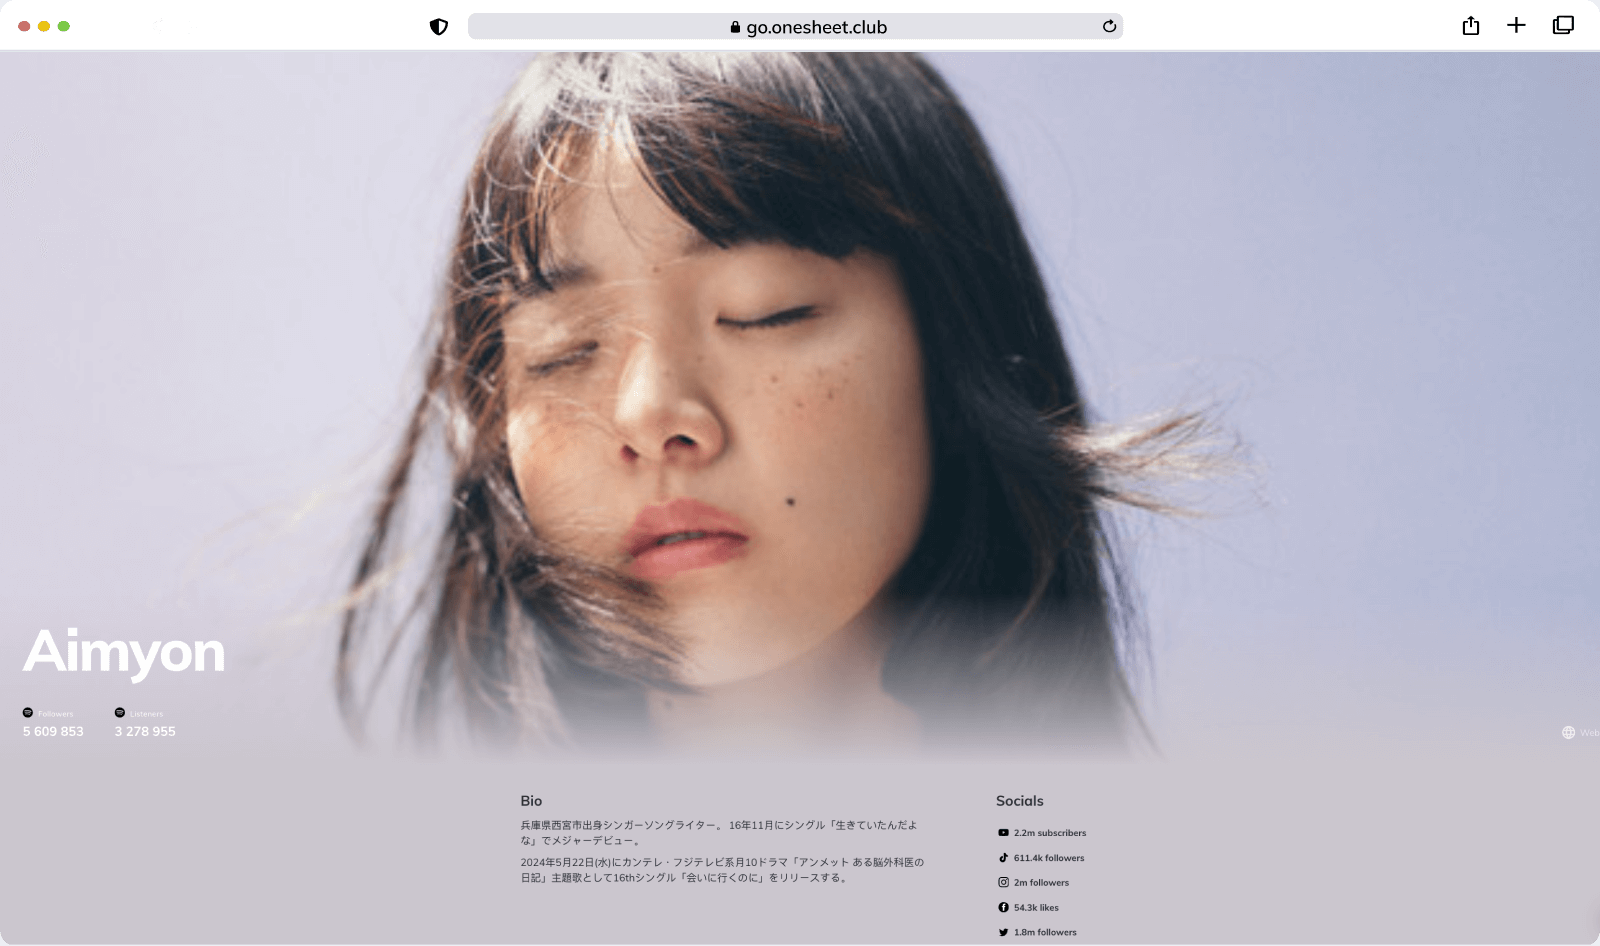 go.onesheet.club
Aimyon
Followers
5 609 853
Listeners
3 278 955
Web
Bio
兵庫県西宮市出身シンガーソングライター。 16年11月にシングル「生きていたんだよ
な」でメジャーデビュー。
2024年5月22日(水)にカンテレ・フジテレビ系月10ドラマ「アンメット ある脳外科医の
日記」主題歌として16thシングル「会いに行くのに」をリリースする。
Socials
2.2m subscribers
611.4k followers
2m followers
54.3k likes
1.8m followers